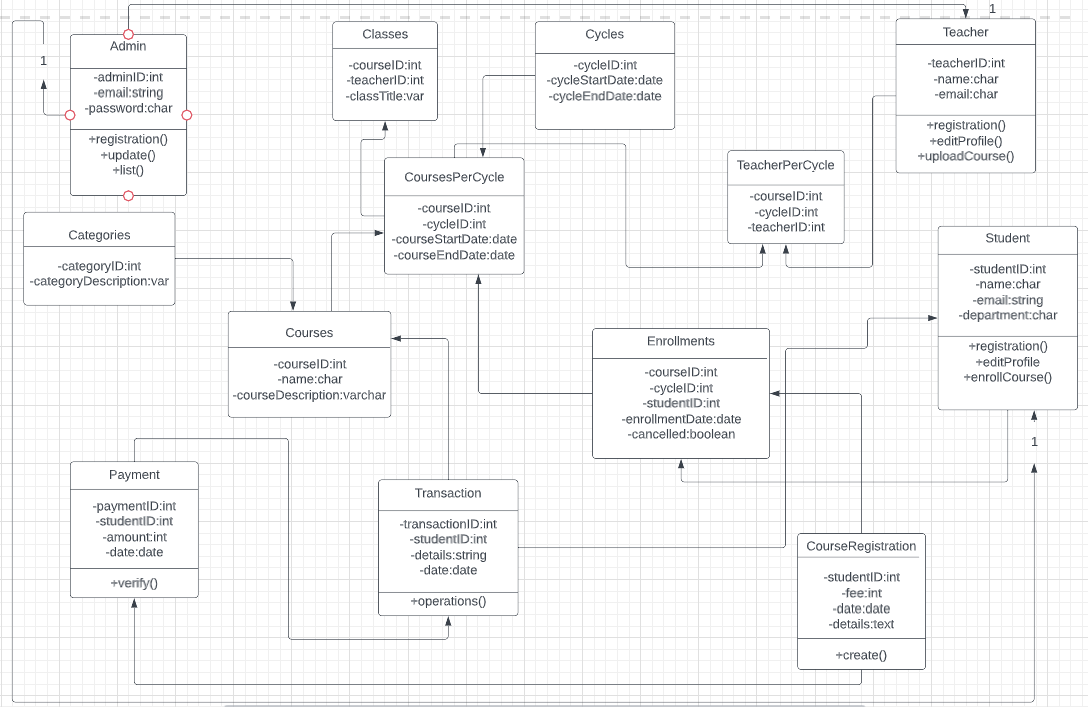 1
Admin
-adminID:int
-email:string
-password:char
+registration()
+update()
+list()
1
Classes
-courseID:int
-teacherID:int
-classTitle:var
Cycles
-cycleID:int
-cycleStartDate:date
-cycleEndDate:date
Teacher
-teacherID:int
-name:char
-email:char
+registration()
+editProfile()
+uploadCourse()
CoursesPerCycle
-courseID:int
-cycleID:int
-courseStartDate:date
-courseEndDate:date
TeacherPerCycle
-courseID:int
-cycleID:int
-teacherID:int
Categories
-categoryID:int
-categoryDescription:var
Student
-studentID:int
-name:char
-email:string
-department:char
+registration()
+editProfile
+enrollCourse()
Courses
-courseID:int
-name:char
-courseDescription:varchar
Enrollments
-courseID:int
-cycleID:int
-studentID:int
-enrollmentDate:date
-cancelled:boolean
1
Payment
-paymentID:int
-studentID:int
-amount:int
-date:date
+verify()
Transaction
-transactionID:int
-studentID:int
-details:string
-date:date
+operations()
CourseRegistration
-studentID:int
-fee:int
-date:date
-details:text
+create()